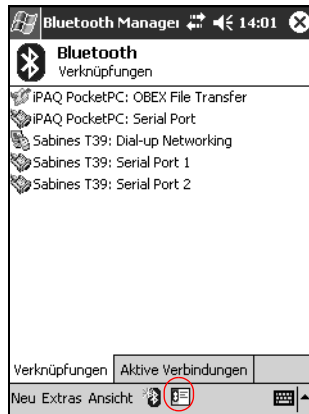 Bluetooth Manager 14:01
Bluetooth
Verknüpfungen
iPAQ PocketPC: OBEX File Transfer
iPAQ PocketPC: Serial Port
Sabines T39: Dial-up Networking
Sabines T39: Serial Port 1
Sabines T39: Serial Port 2
Verknüpfungen Aktive Verbindungen
Neu Extras Ansicht